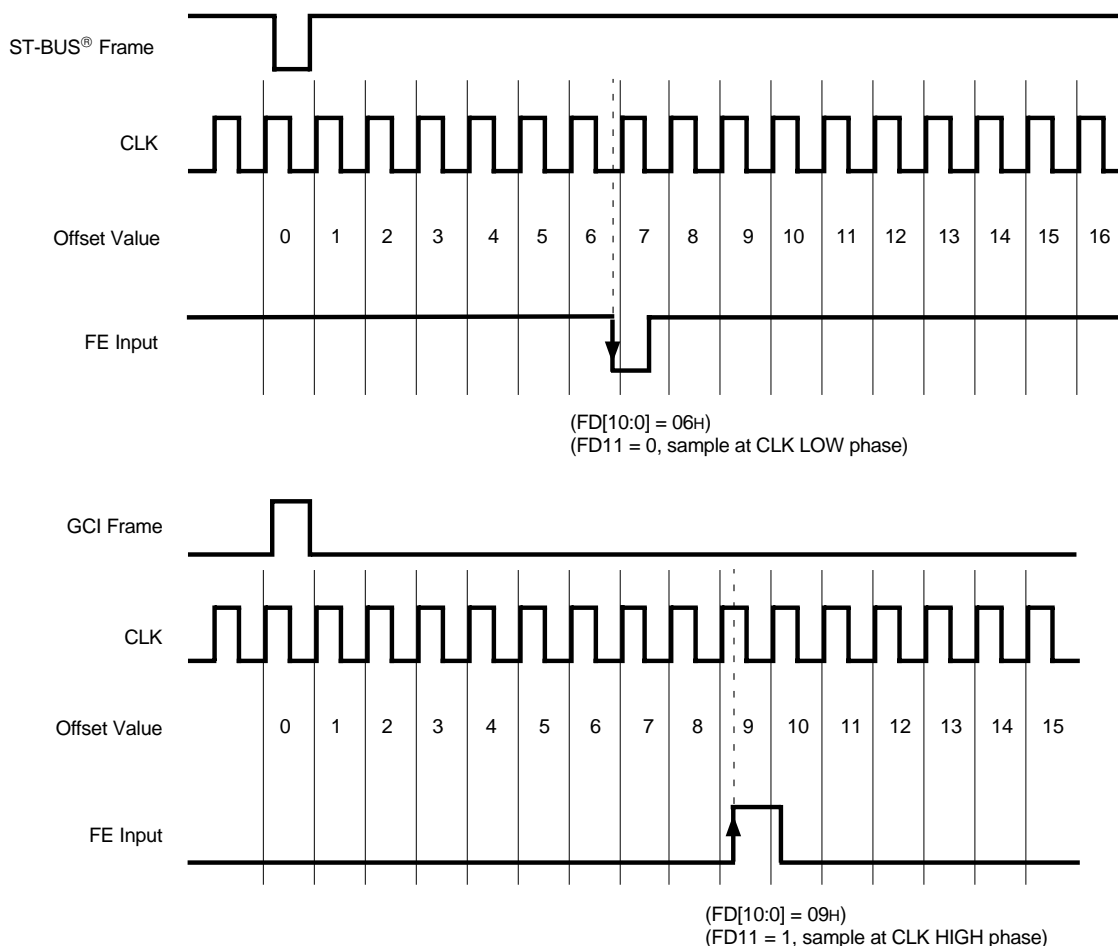 ST-BUS® Frame
CLK
Offset Value 0 1 2 3 4 5 6 7 8 9 10 11 12 13 14 15 16
FE Input
(FD[10:0] = 06H)
(FD11 = 0, sample at CLK LOW phase)
GCI Frame
CLK
Offset Value 0 1 2 3 4 5 6 7 8 9 10 11 12 13 14 15
FE Input
(FD[10:0] = 09H)
(FD11 = 1, sample at CLK HIGH phase)